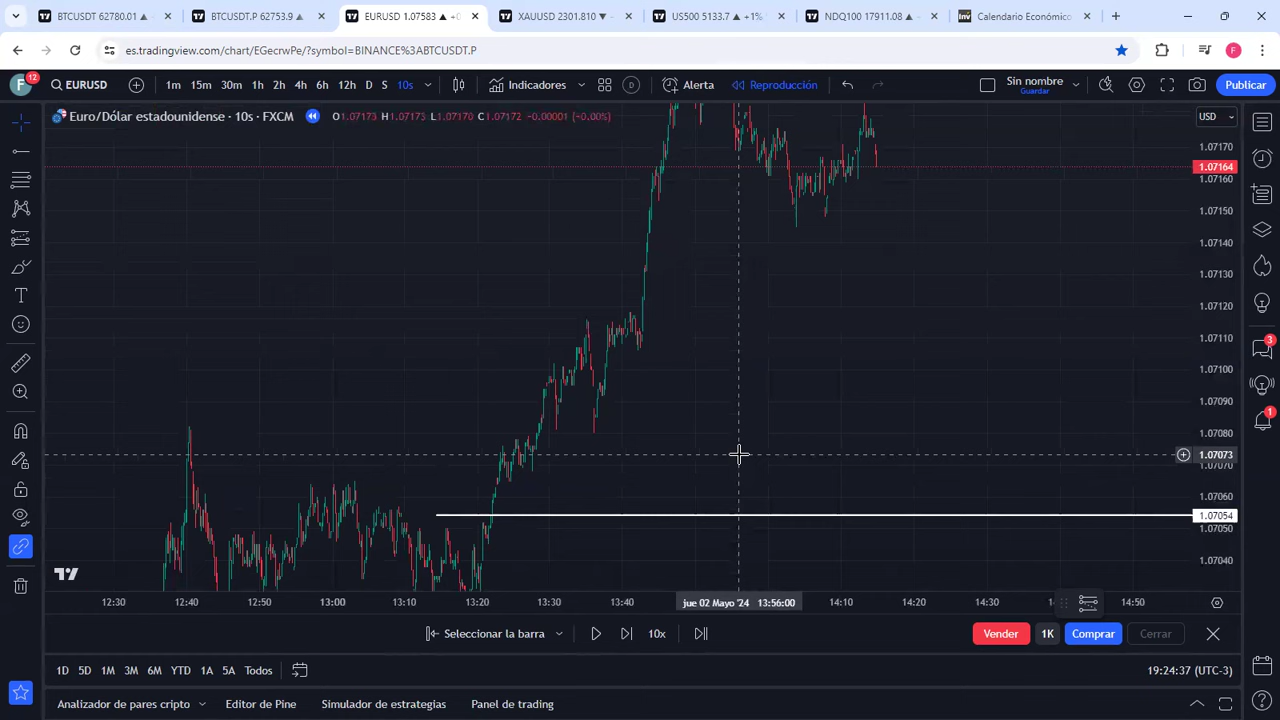 BTCUSDT 62780.01 ▲
BTCUSDT.P 62753.9 ▲
EURUSD 1.07583 ▲ +0
XAUUSD 2301.810 ▼ −
US500 5133.7 ▲ +1%
NDQ100 17911.08 ▲
Inv Calendario Económico
es.tradingview.com/chart/EGecrwPe/?symbol=BINANCE%3ABTCUSDT.P
F
F 12 EURUSD 1m 15m 30m 1h 2h 4h 6h 12h D S 10s Indicadores D Alerta Reproducción Sin nombre Guardar Publicar
Euro/Dólar estadounidense · 10s · FXCM O1.07173 H1.07173 L1.07170 C1.07172 −0.00001 (−0.00%) USD
1.07170
1.07164
1.07160
1.07150
1.07140
1.07130
1.07120
1.07110
1.07100
1.07090
1.07080
1.07073
1.07070
1.07060
1.07054
1.07050
1.07040
3
1
12:30 12:40 12:50 13:00 13:10 13:20 13:30 13:40 jue 02 Mayo '24 13:56:00 14:10 14:20 14:30 14:50
Seleccionar la barra 10x Vender 1K Comprar Cerrar
1D 5D 1M 3M 6M YTD 1A 5A Todos 19:24:37 (UTC-3)
Analizador de pares cripto Editor de Pine Simulador de estrategias Panel de trading